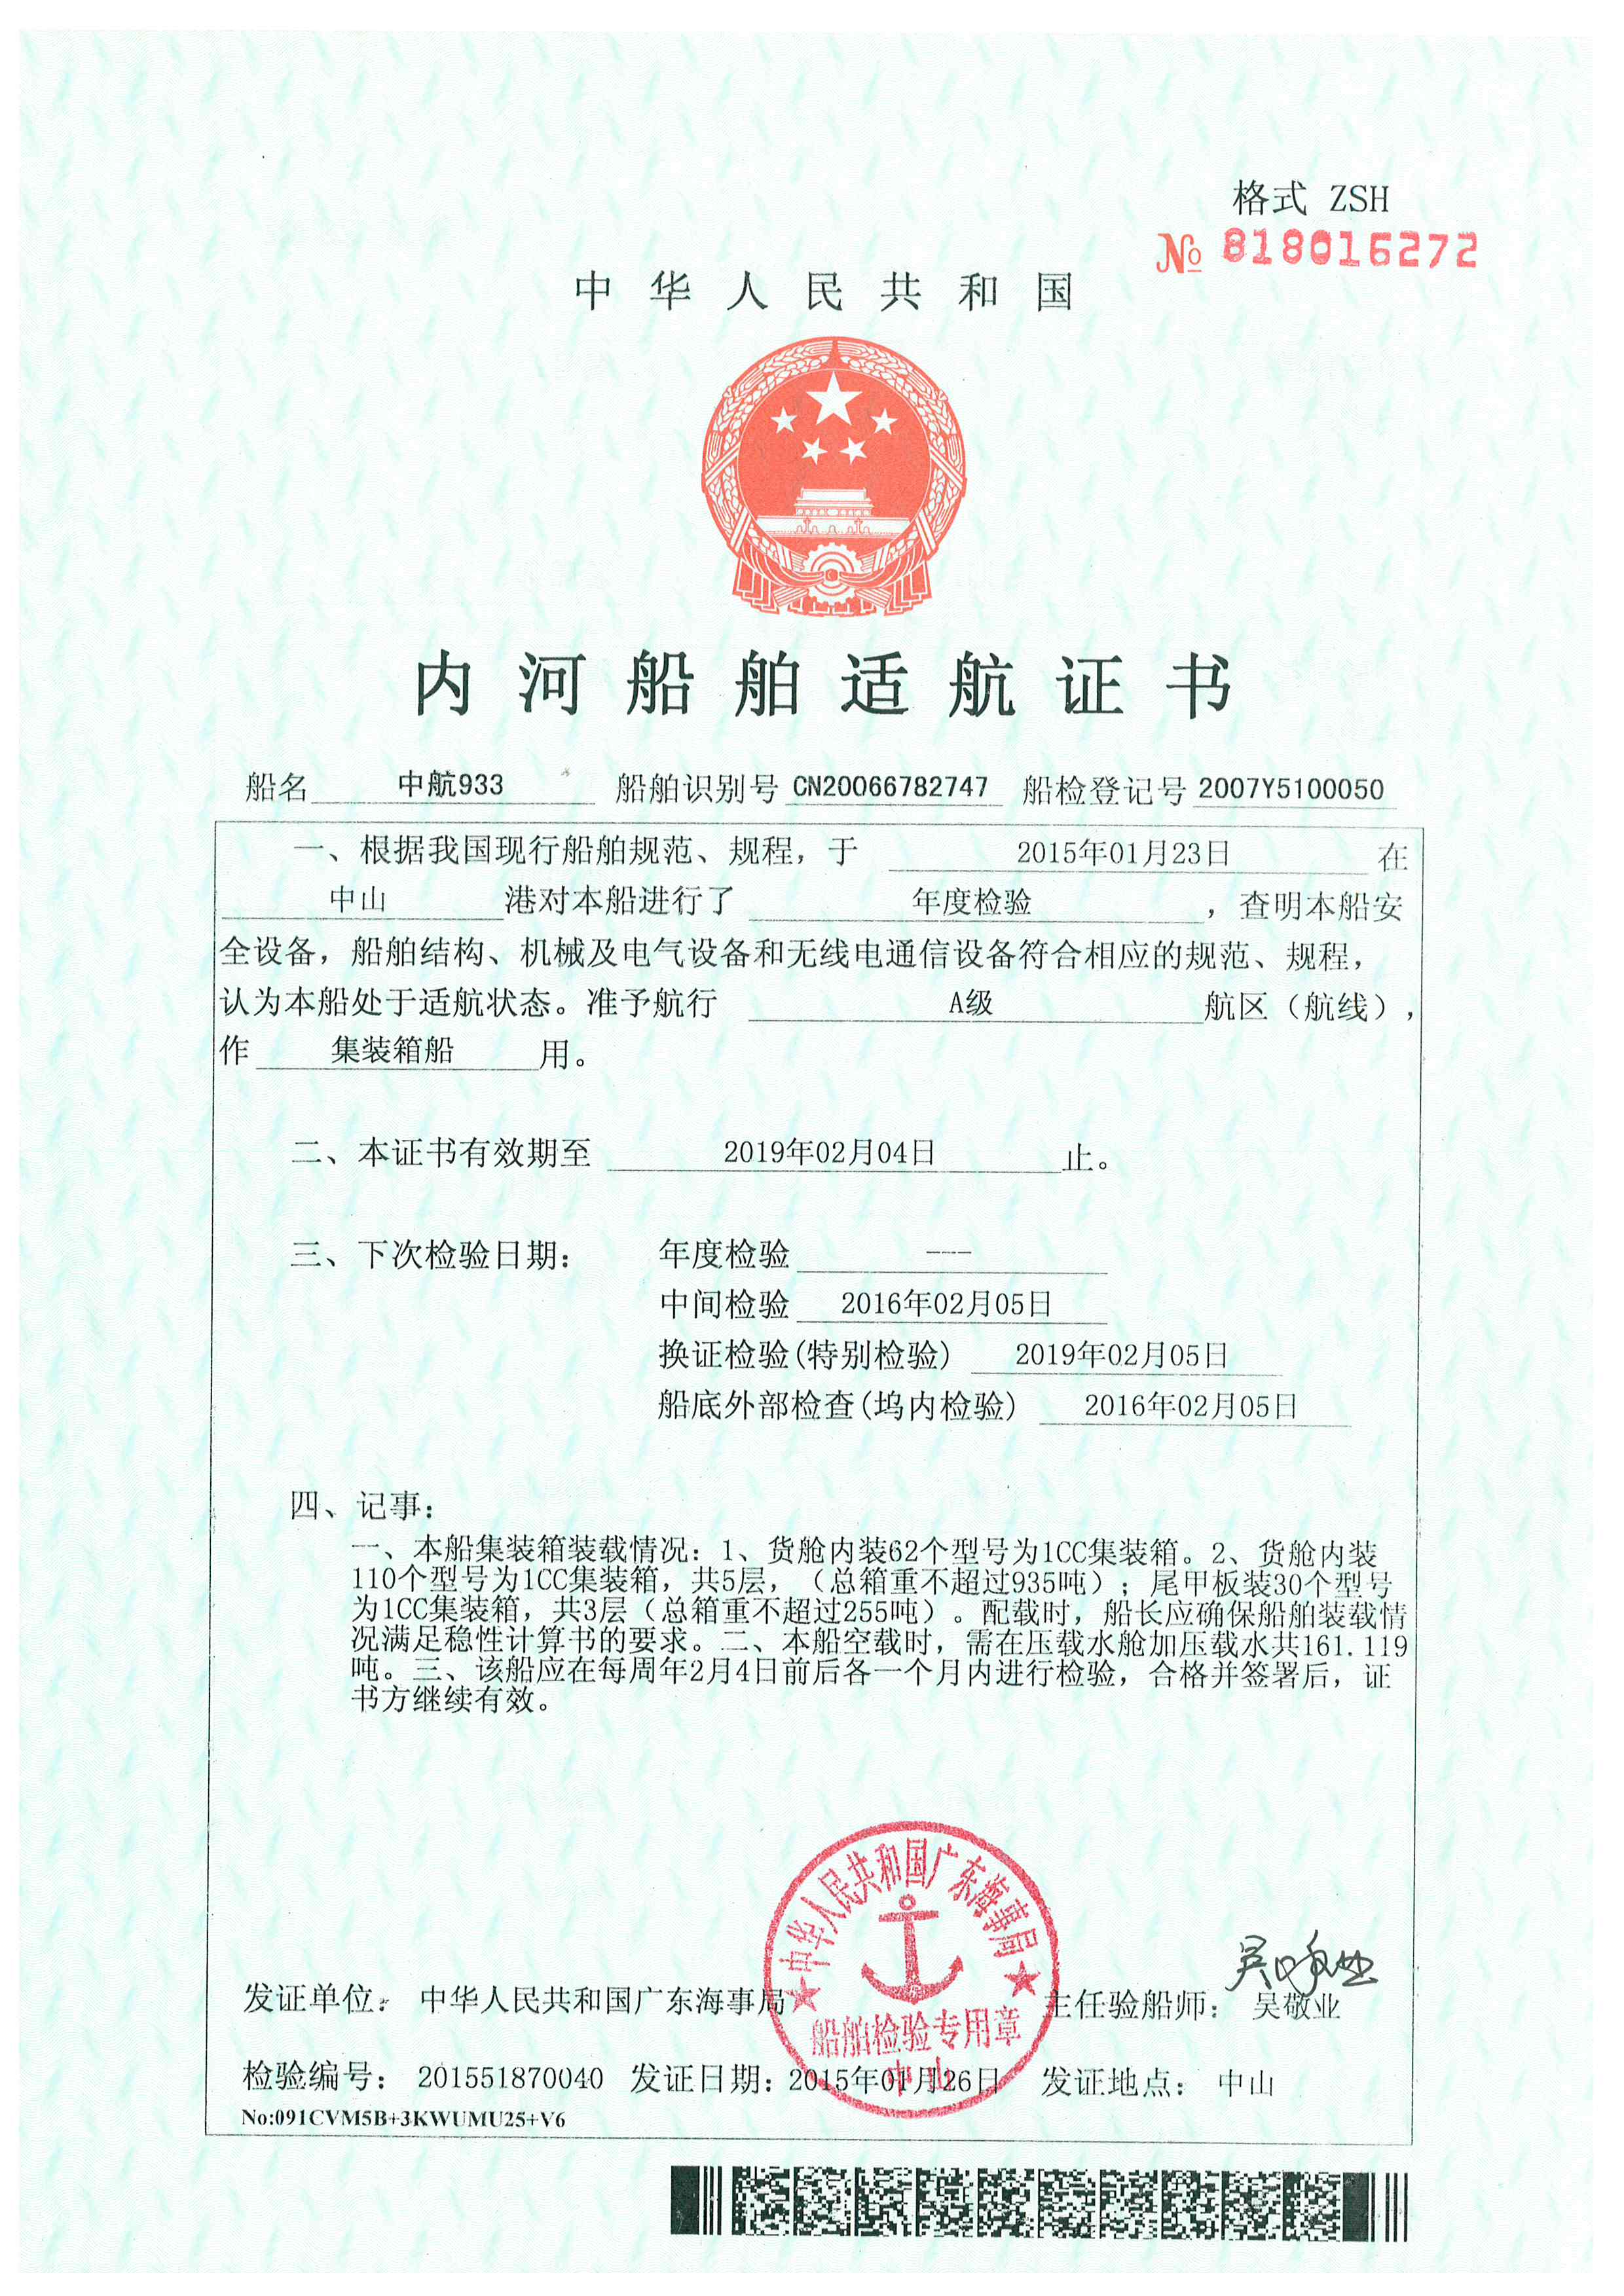 格式 ZSH
№ 818016272
中华人民共和国
内河船舶适航证书
船名 中航933 船舶识别号 CN20066782747 船检登记号 2007Y5100050
一、根据我国现行船舶规范、规程，于 2015年01月23日 在
中山 港对本船进行了 年度检验 ，查明本船安
全设备，船舶结构、机械及电气设备和无线电通信设备符合相应的规范、规程，
认为本船处于适航状态。准予航行 A级 航区（航线），
作 集装箱船 用。
二、本证书有效期至 2019年02月04日 止。
三、下次检验日期： 年度检验 ---
中间检验 2016年02月05日
换证检验(特别检验) 2019年02月05日
船底外部检查(坞内检验) 2016年02月05日
四、记事：
一、本船集装箱装载情况：1、货舱内装62个型号为1CC集装箱。2、货舱内装
110个型号为1CC集装箱，共5层，（总箱重不超过935吨）；尾甲板装30个型号
为1CC集装箱，共3层（总箱重不超过255吨）。配载时，船长应确保船舶装载情
况满足稳性计算书的要求。二、本船空载时，需在压载水舱加压载水共161.119
吨。三、该船应在每周年2月4日前后各一个月内进行检验，合格并签署后，证
书方继续有效。
中华人民共和国广东海事局
船舶检验专用章
中山
吴敬业
发证单位： 中华人民共和国广东海事局 主任验船师： 吴敬业
检验编号： 201551870040 发证日期：2015年01月26日 发证地点： 中山
No:091CVM5B+3KWUMU25+V6